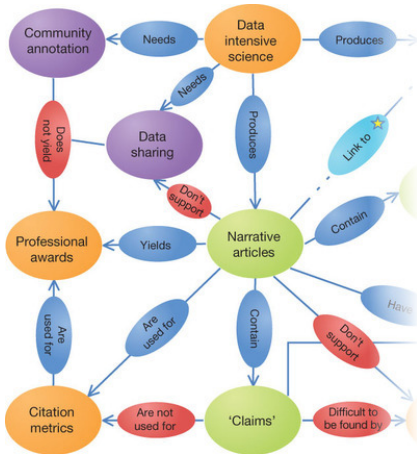 Community
annotation
Needs
Data
intensive
science
Produces
Needs
Does
not yield
Data
sharing
Produces
Link to
Don't
support
Contain
Professional
awards
Yields
Narrative
articles
Have
Are
used for
Are
used for
Contain
Don't
support
Citation
metrics
Are not
used for
'Claims'
Difficult to
be found by